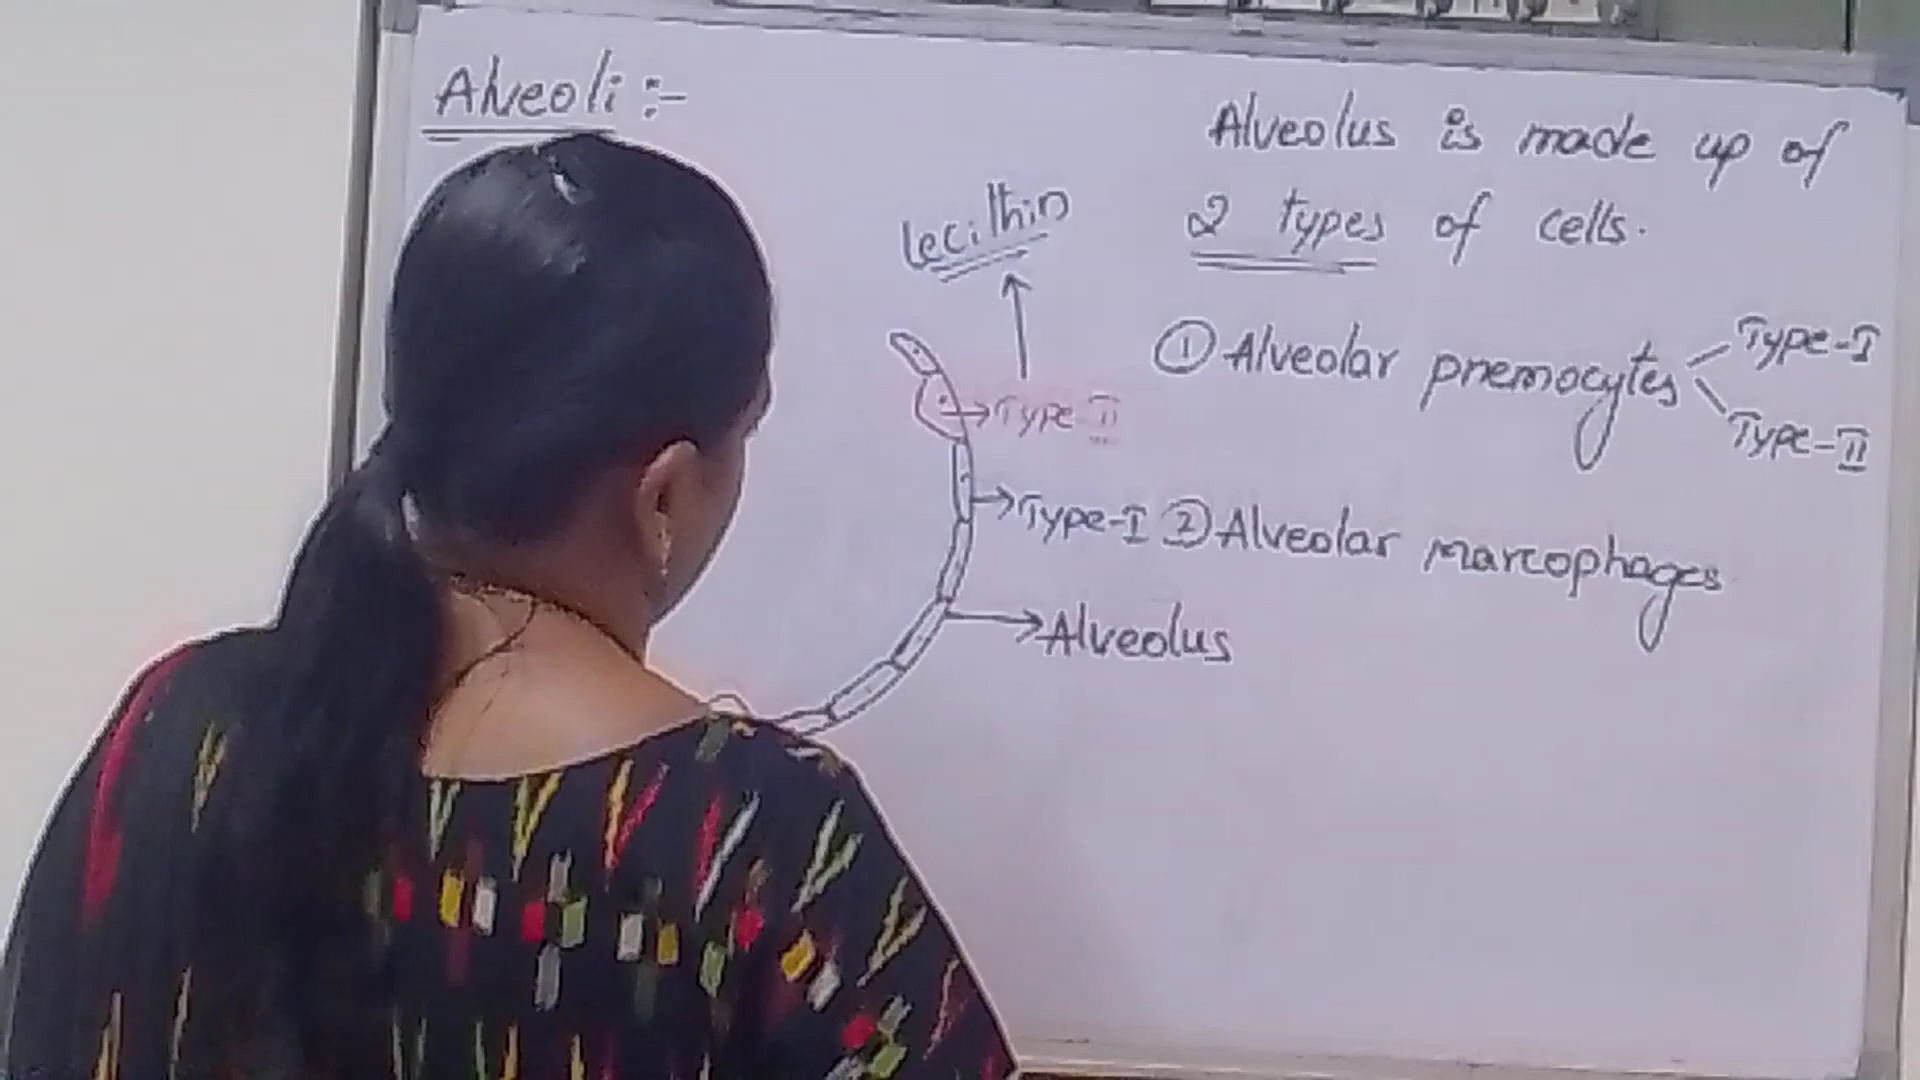 Alveoli :-
Alveolus is made up of
2 types of cells.
lecithin
① Alveolar pnemocytes
Type-I
Type-II
→ Type-II
→ Type-I
② Alveolar marcophages
→ Alveolus